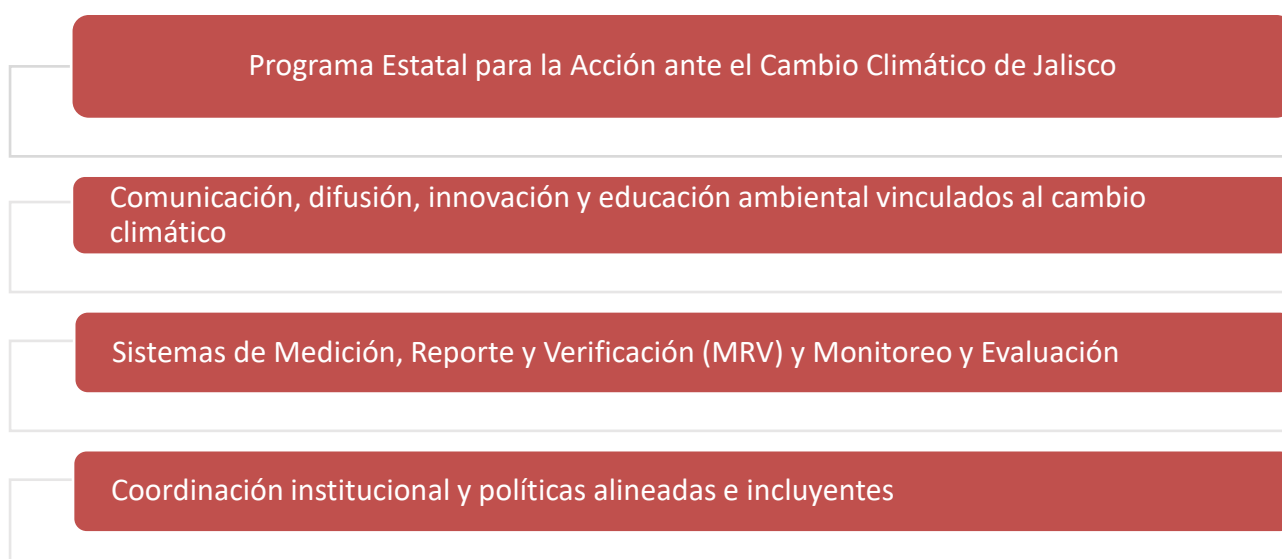 Programa Estatal para la Acción ante el Cambio Climático de Jalisco
Comunicación, difusión, innovación y educación ambiental vinculados al cambio
climático
Sistemas de Medición, Reporte y Verificación (MRV) y Monitoreo y Evaluación
Coordinación institucional y políticas alineadas e incluyentes